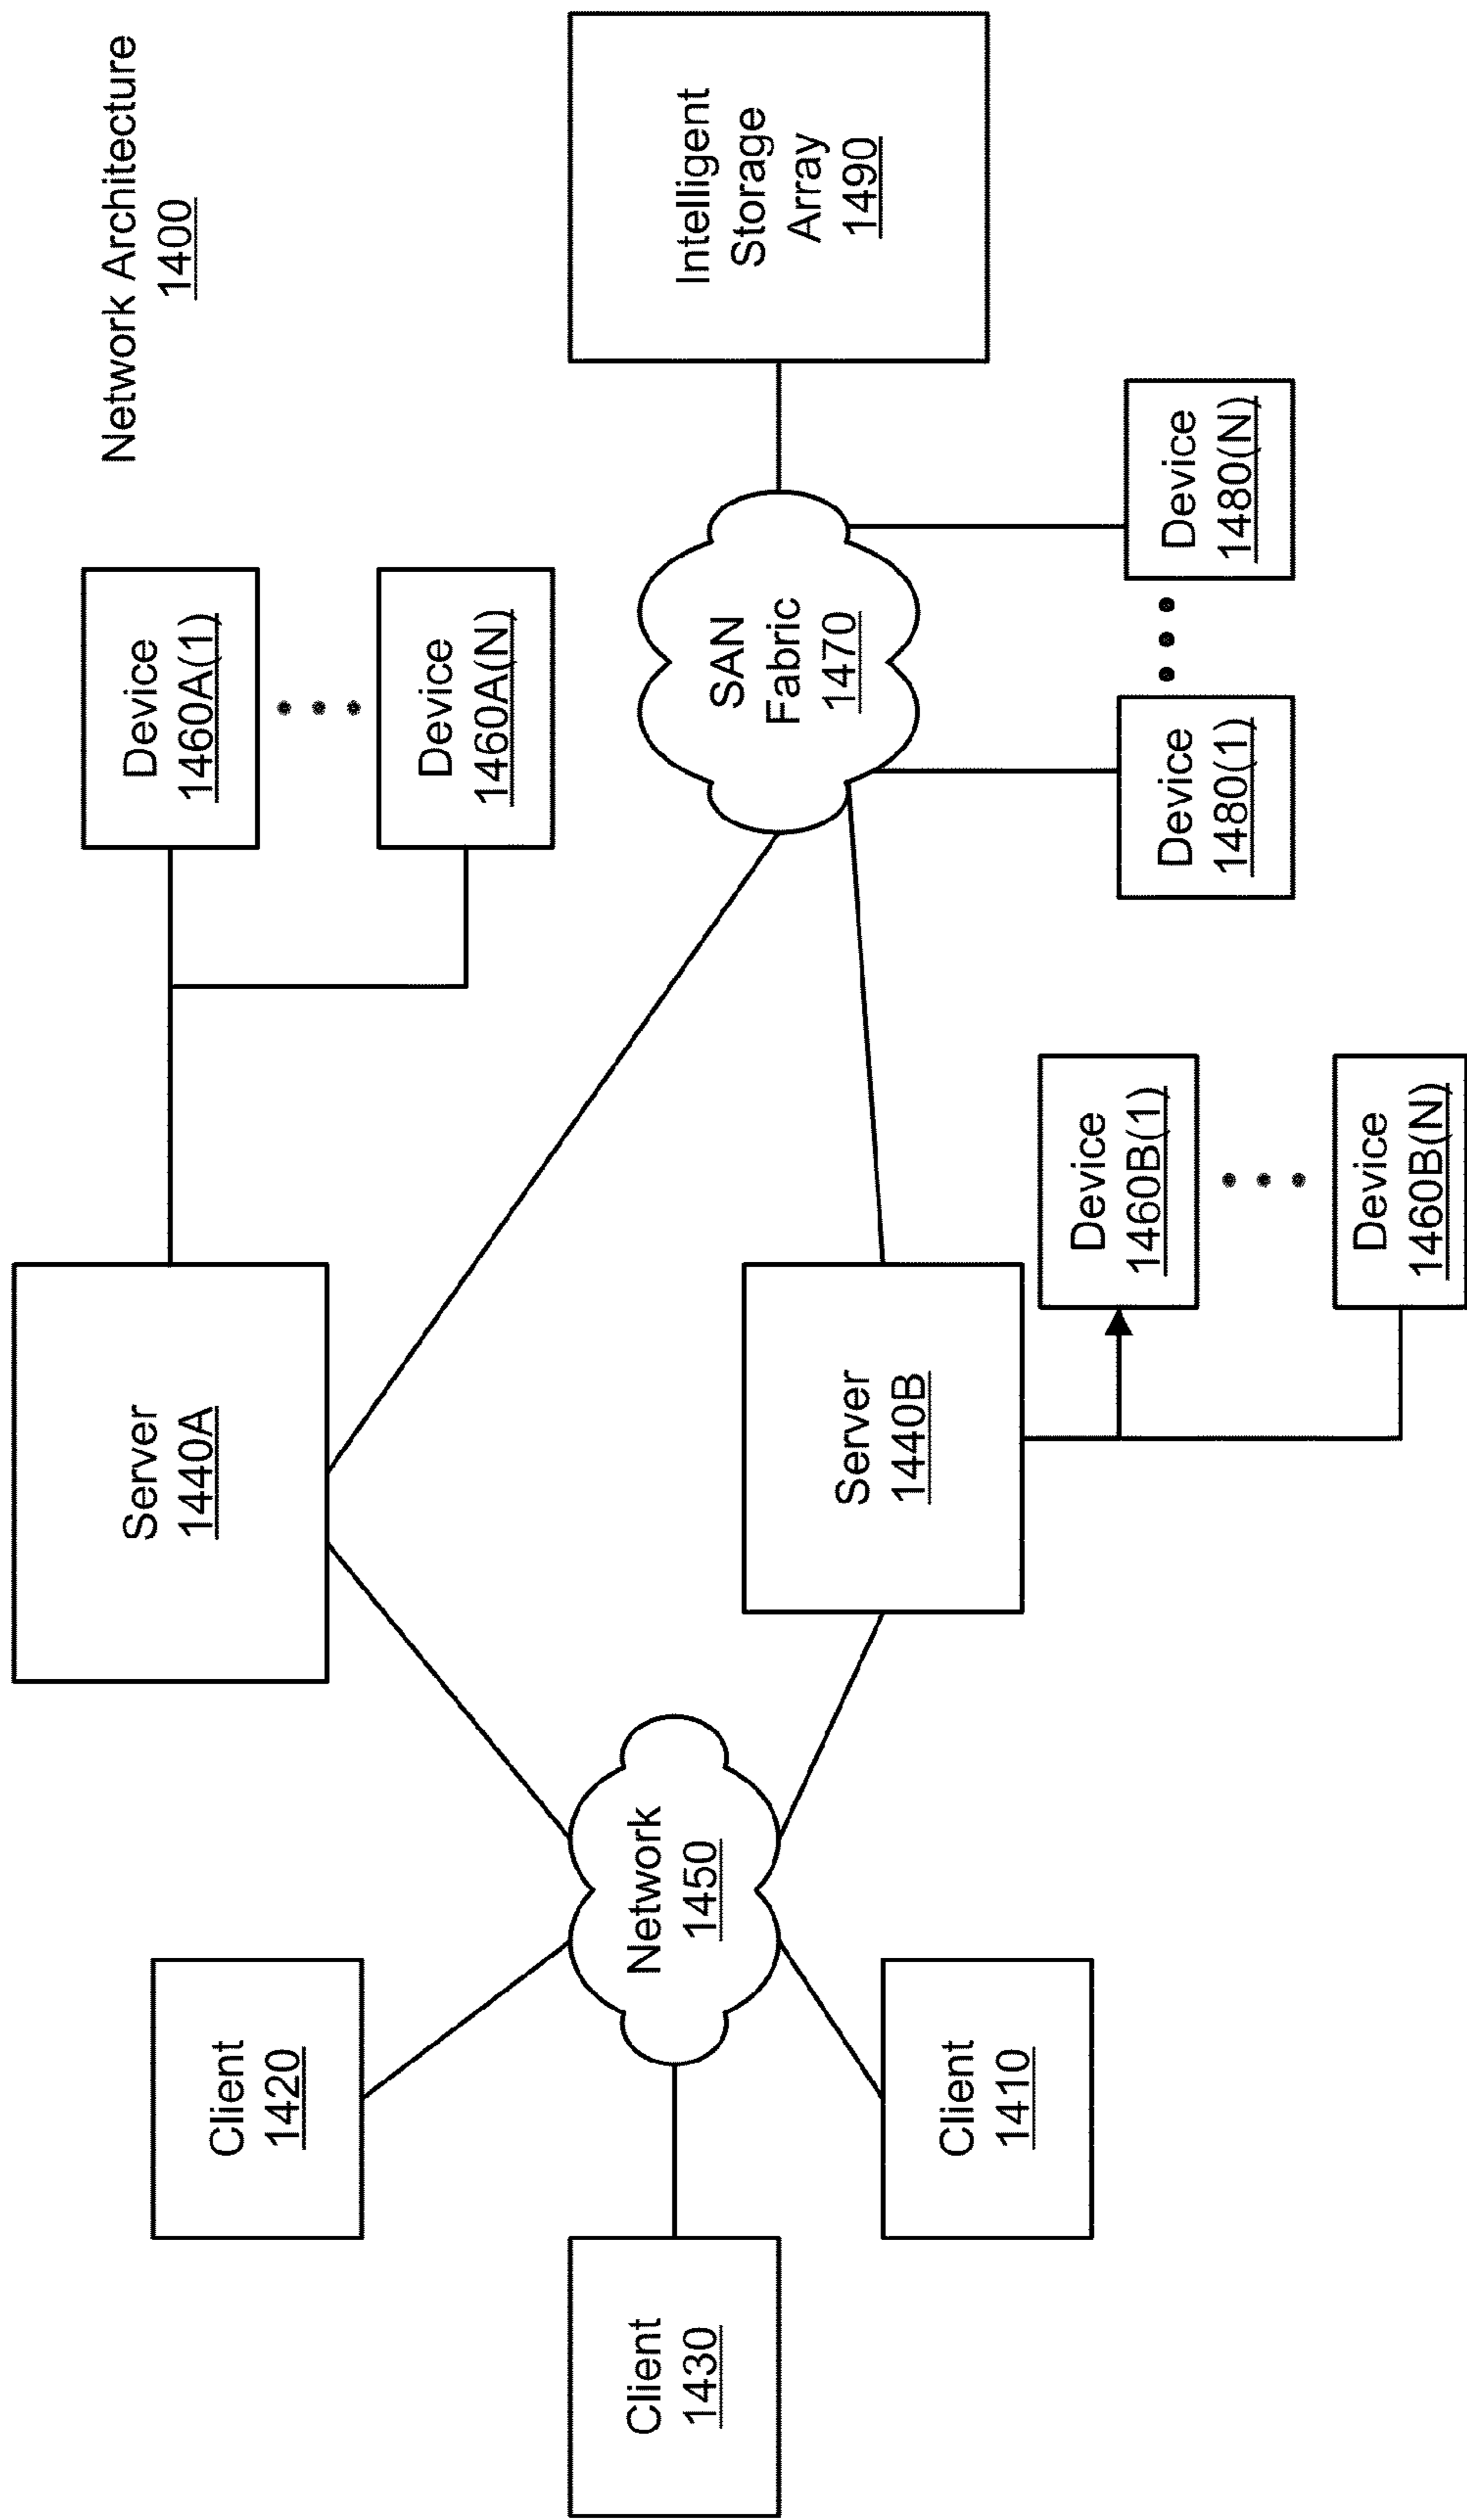 Network Architecture
1400
Device
1460A(1)
Device
1460A(N)
Server
1440A
Intelligent
Storage
Array
1490
SAN
Fabric
1470
Client
1420
Network
1450
Client
1430
Server
1440B
Client
1410
Device
1480(1)
Device
1480(N)
Device
1460B(1)
Device
1460B(N)